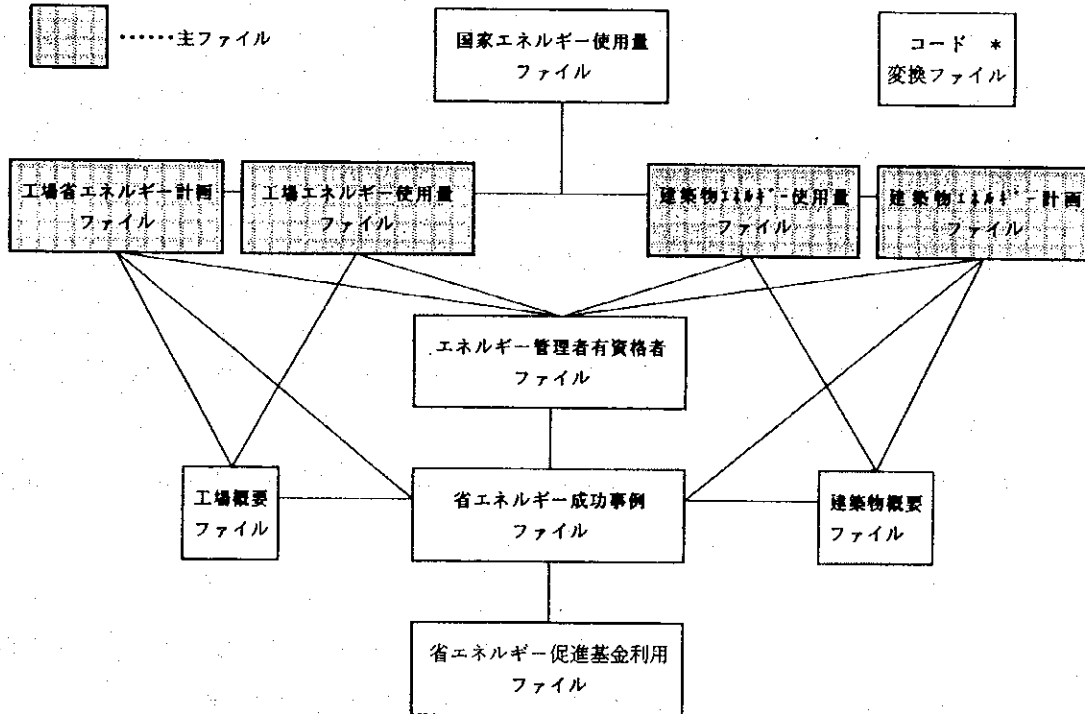 ……主ファイル
国家エネルギー使用量
ファイル
コード *
変換ファイル
工場省エネルギー計画
ファイル
工場エネルギー使用量
ファイル
建築物エネルギー使用量
ファイル
建築物エネルギー計画
ファイル
エネルギー管理者有資格者
ファイル
工場概要
ファイル
省エネルギー成功事例
ファイル
建築物概要
ファイル
省エネルギー促進基金利用
ファイル